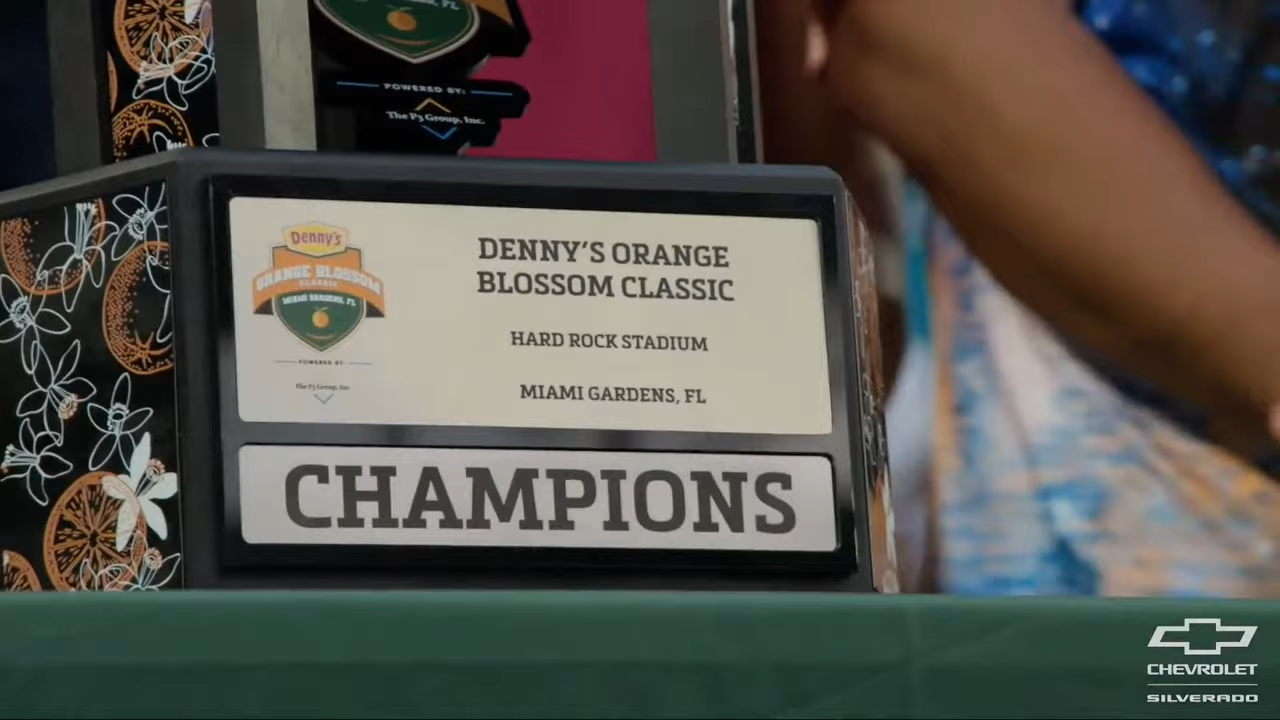 POWERED BY:
The P3 Group, Inc.
Denny's
ORANGE BLOSSOM
CLASSIC
MIAMI GARDENS, FL
POWERED BY
The P3 Group, Inc
DENNY'S ORANGE
BLOSSOM CLASSIC
HARD ROCK STADIUM
MIAMI GARDENS, FL
CHAMPIONS
CHEVROLET
SILVERADO